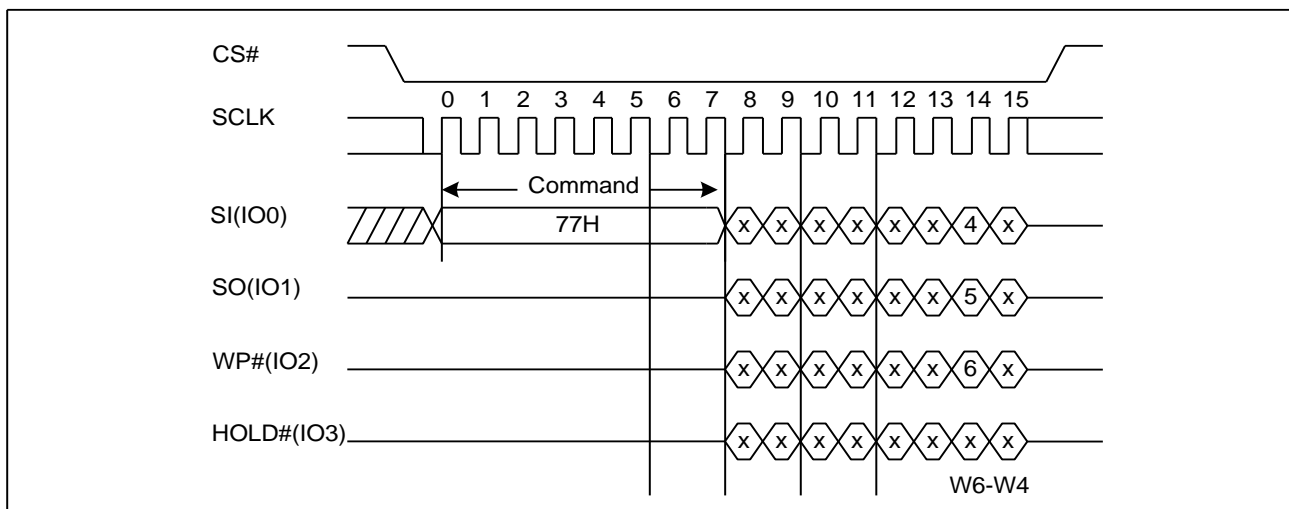 CS#
0 1 2 3 4 5 6 7 8 9 10 11 12 13 14 15
SCLK
Command
SI(IO0)
77H
x x x x x x 4 x
SO(IO1)
x x x x x x 5 x
WP#(IO2)
x x x x x x 6 x
HOLD#(IO3)
x x x x x x x x
W6-W4